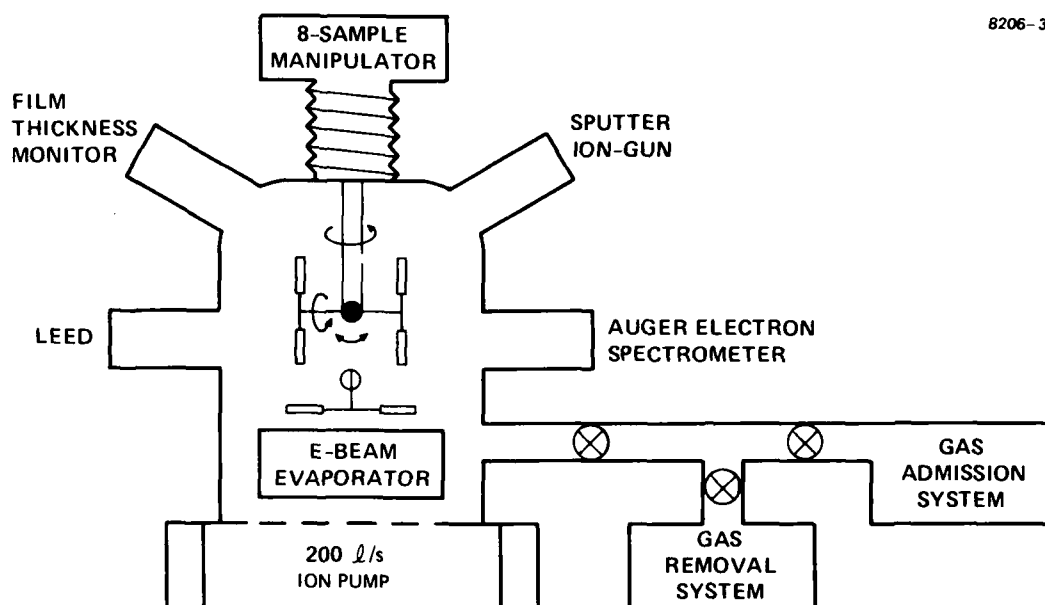 8206-3
8-SAMPLE
MANIPULATOR
FILM
THICKNESS
MONITOR
SPUTTER
ION-GUN
LEED
AUGER ELECTRON
SPECTROMETER
E-BEAM
EVAPORATOR
GAS
ADMISSION
SYSTEM
200 ℓ/s
ION PUMP
GAS
REMOVAL
SYSTEM